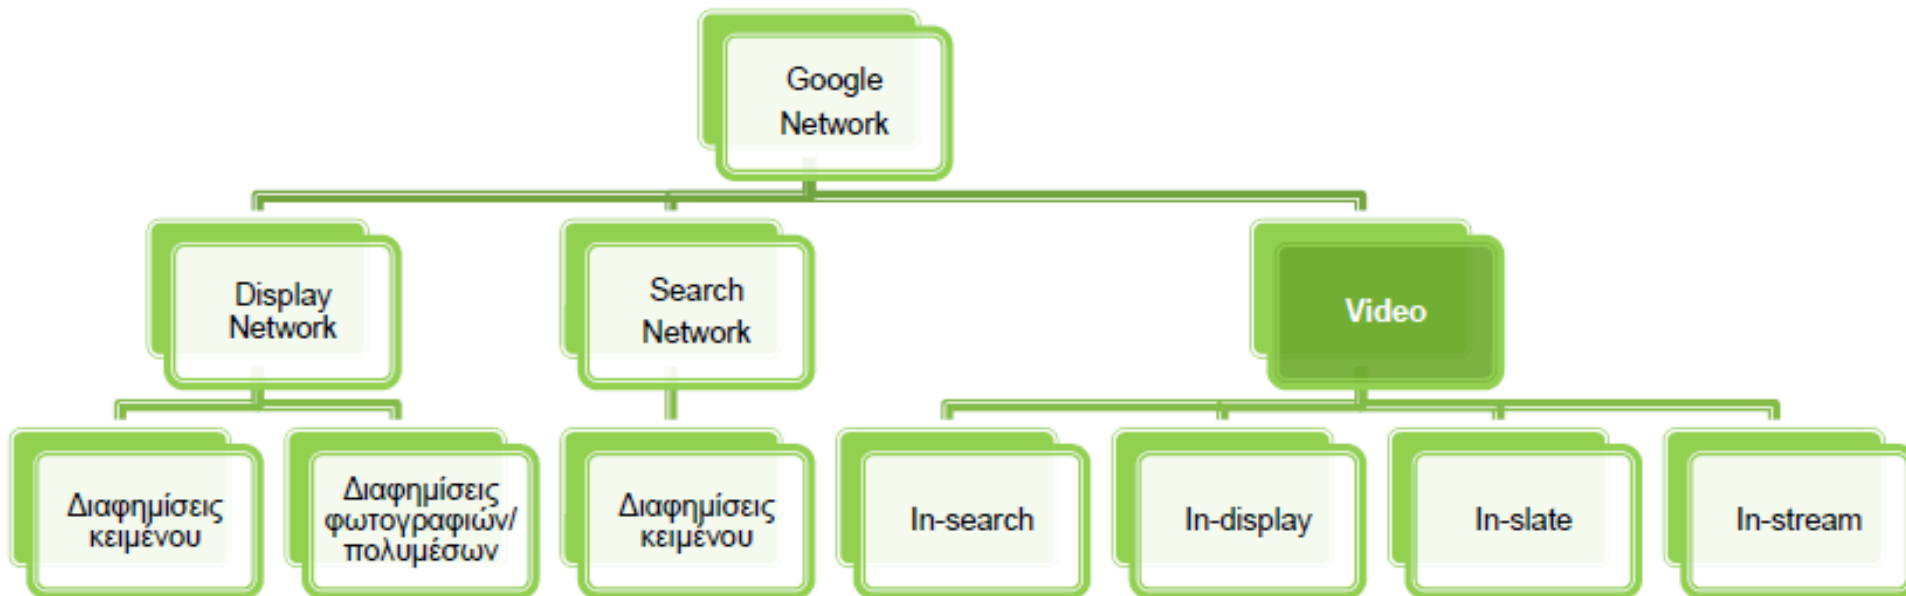 Google
Network
Display
Network
Search
Network
Video
Διαφημίσεις
κειμένου
Διαφημίσεις
φωτογραφιών/
πολυμέσων
Διαφημίσεις
κειμένου
In-search
In-display
In-slate
In-stream